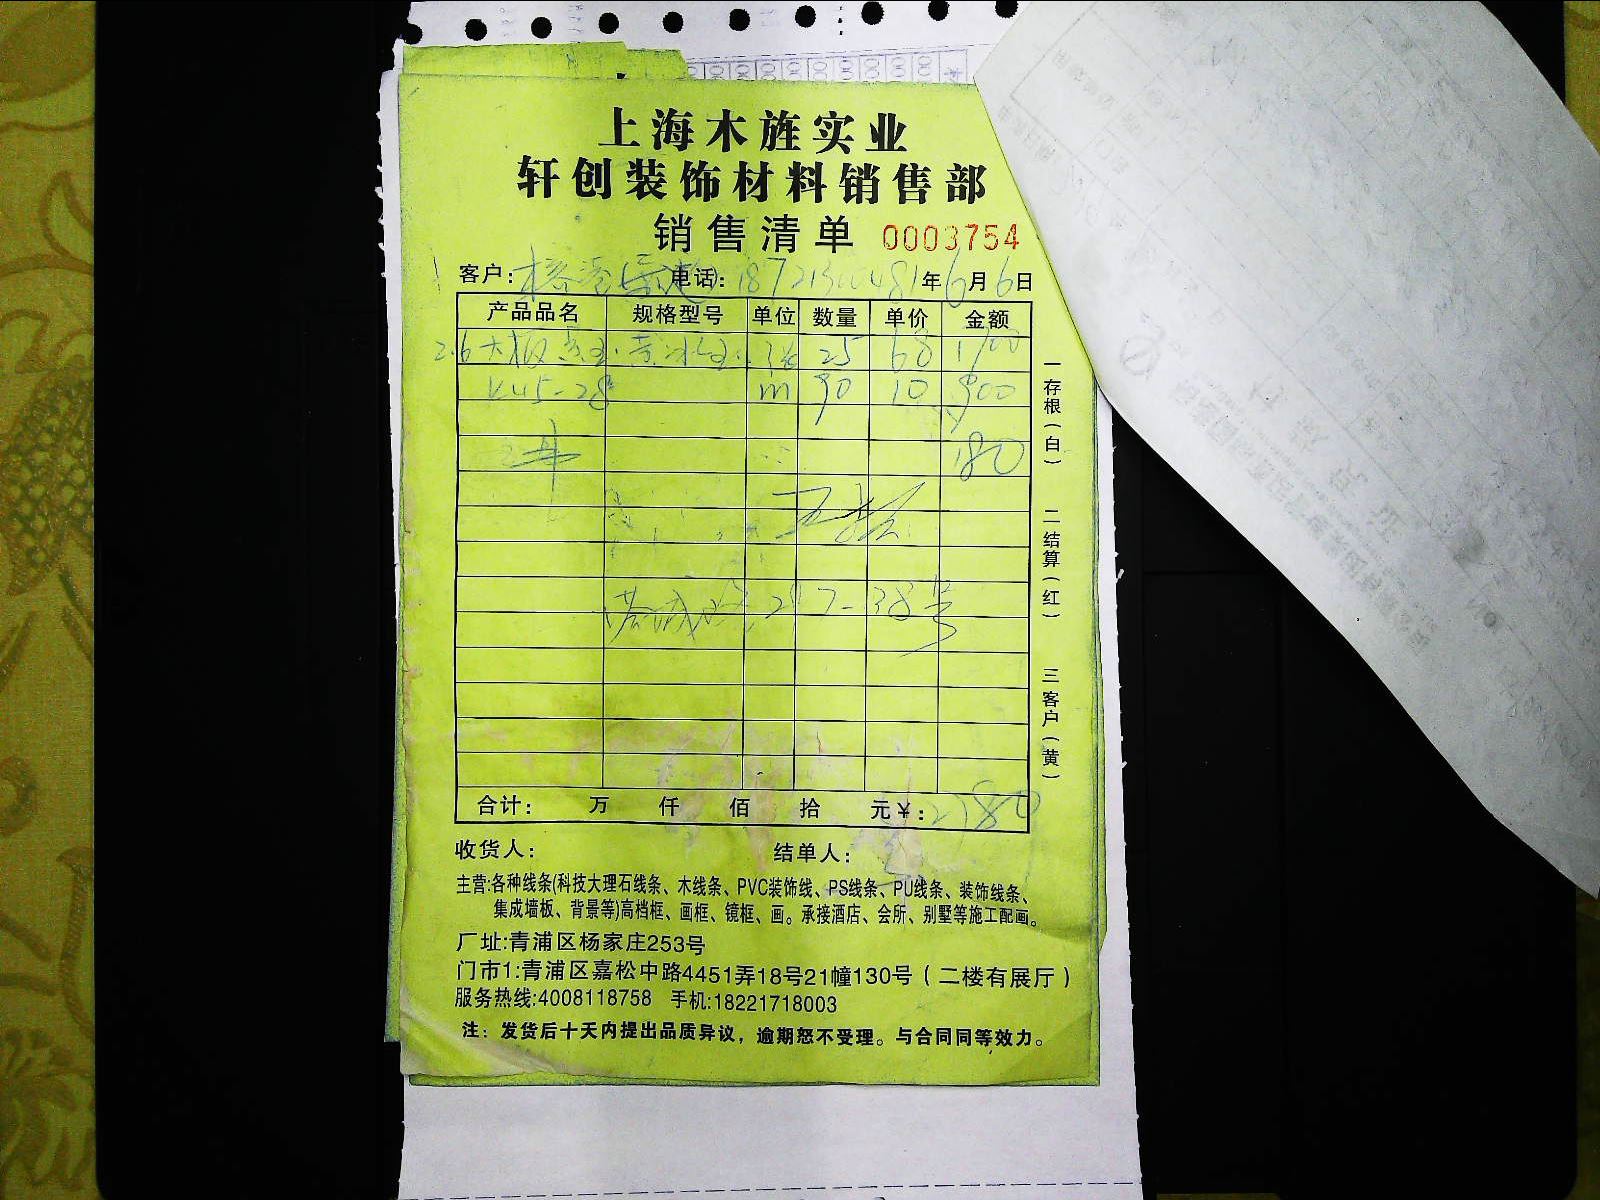 上海木旌实业
轩创装饰材料销售部
销售清单 0003754
客户: 电话: 年6月6日
产品品名 规格型号 单位 数量 单价 金额
2.6 25 68 1700
KU5-28 m 90 10 900
180
217-38号
合计: 万 仟 佰 拾 元¥: 2780
一存根(白) 二结算(红) 三客户(黄)
收货人: 结单人:
主营:各种线条(科技大理石线条、木线条、PVC装饰线、PS线条、PU线条、装饰线条、
集成墙板、背景等)高档框、画框、镜框、画。承接酒店、会所、别墅等施工配画。
厂址:青浦区杨家庄253号
门市1:青浦区嘉松中路4451弄18号21幢130号(二楼有展厅)
服务热线:4008118758 手机:18221718003
注: 发货后十天内提出品质异议,逾期恕不受理。与合同同等效力。